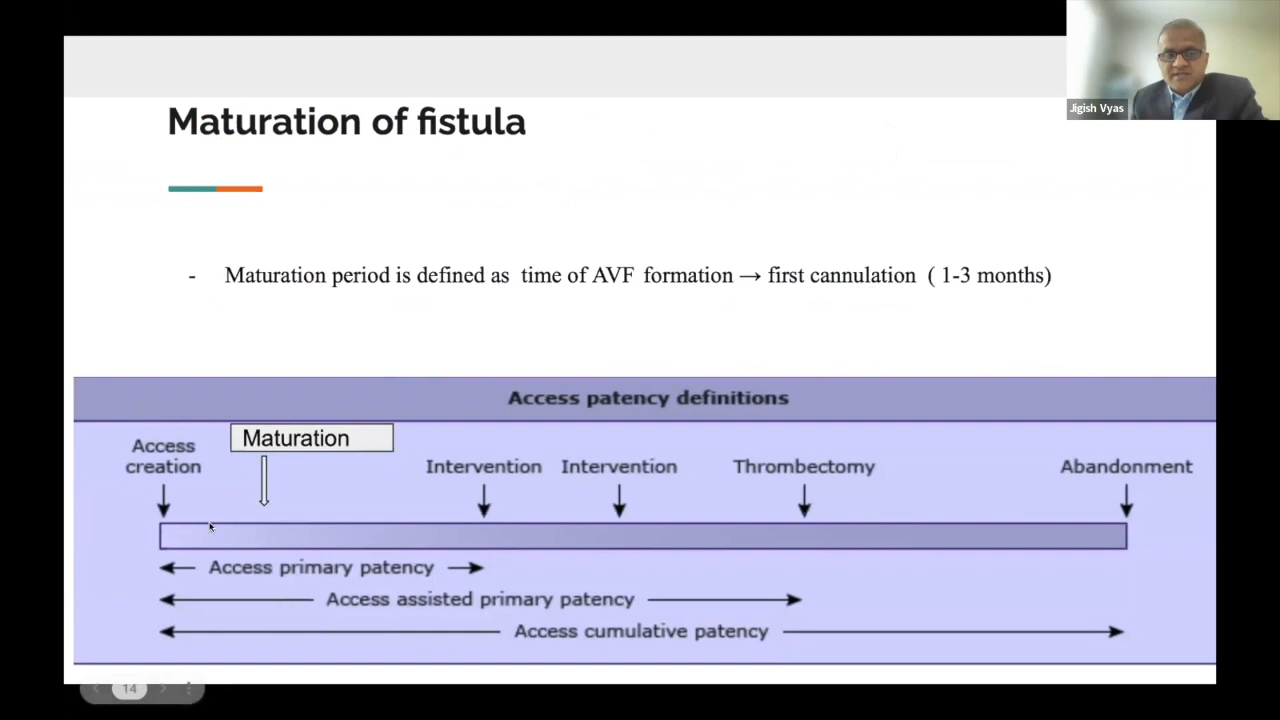 Jigish Vyas
Maturation of fistula
- Maturation period is defined as time of AVF formation → first cannulation ( 1-3 months)
Access patency definitions
Access creation
Maturation
Intervention
Intervention
Thrombectomy
Abandonment
Access primary patency
Access assisted primary patency
Access cumulative patency
14